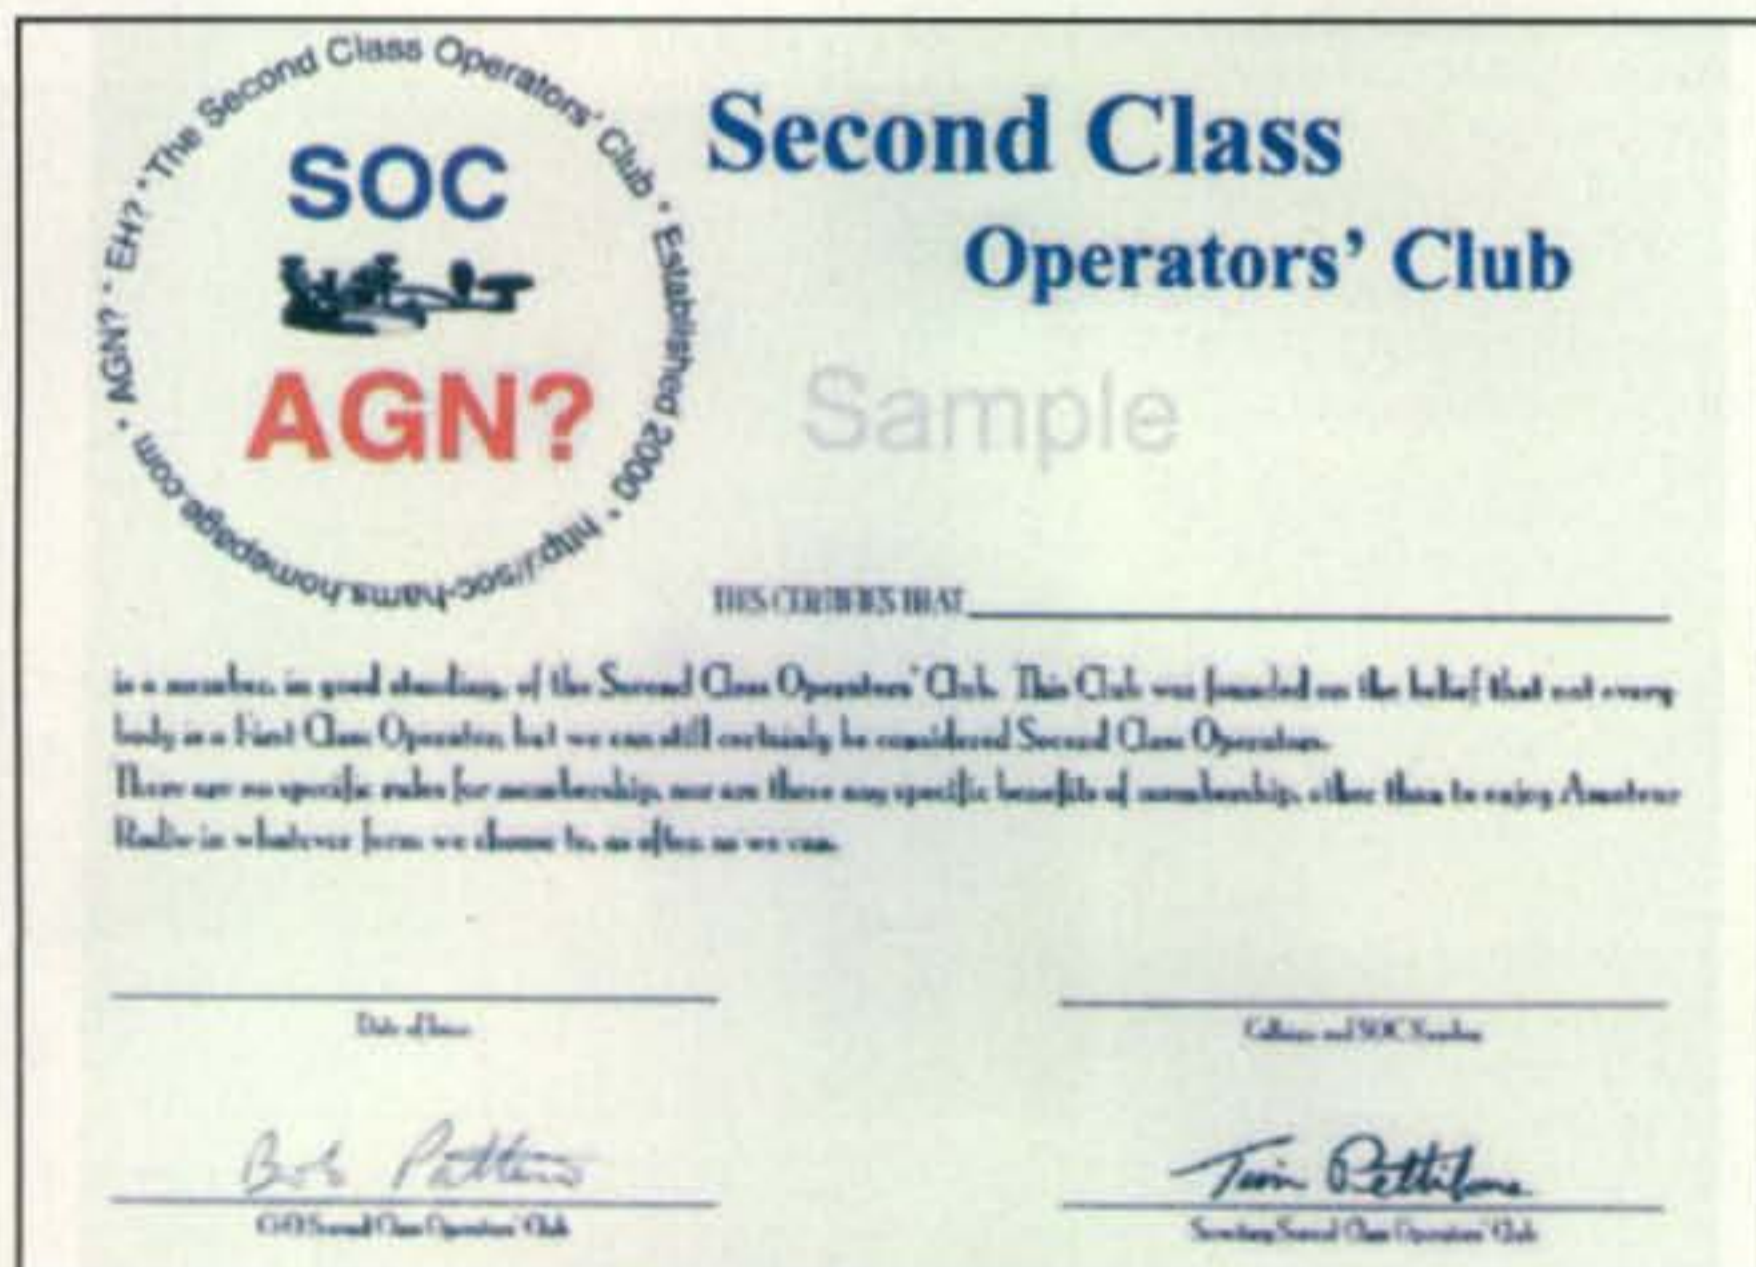 * AGN? * EH? * The Second Class Operators' Club * Established 2000 * http://soc-hams.homepage.com
SOC
AGN?
Second Class
Operators' Club
Sample
THIS CERTIFIES THAT
is a member, in good standing, of the Second Class Operators' Club. This Club was founded on the belief that not every
body is a First Class Operator, but we can still certainly be considered Second Class Operators.
There are no specific rules for membership, nor are there any specific benefits of membership, other than to enjoy Amateur
Radio in whatever form we choose to, as often as we can.
Date of Issue
Callsign and SOC Number
Bob Patten
Tim Pettibone
Second Class Operators' Club
Secretary Second Class Operators' Club